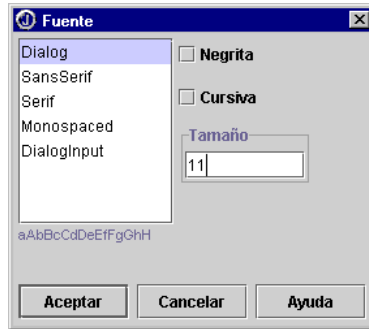 Fuente
Dialog
SansSerif
Serif
Monospaced
DialogInput
Negrita
Cursiva
Tamaño
11
aAbBcCdDeEfFgGhH
Aceptar
Cancelar
Ayuda